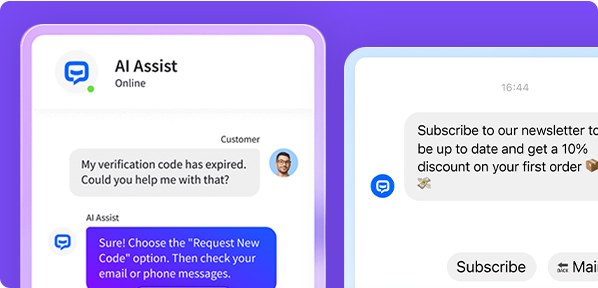 AI Assist
Online
Customer
My verification code has expired.
Could you help me with that?
AI Assist
Sure! Choose the "Request New
Code" option. Then check your
email or phone messages.
16:44
Subscribe to our newsletter to
be up to date and get a 10%
discount on your first order 📦
💸
Subscribe
🔙 Mai